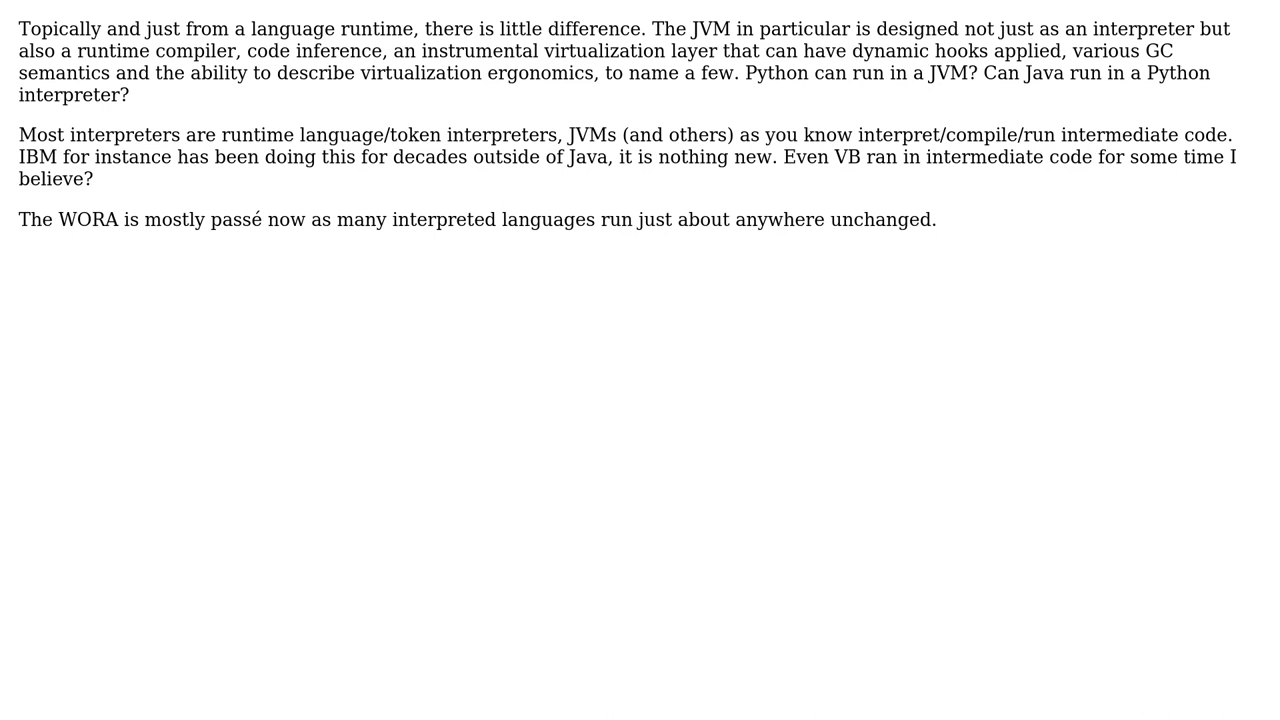 Topically and just from a language runtime, there is little difference. The JVM in particular is designed not just as an interpreter but
also a runtime compiler, code inference, an instrumental virtualization layer that can have dynamic hooks applied, various GC
semantics and the ability to describe virtualization ergonomics, to name a few. Python can run in a JVM? Can Java run in a Python
interpreter?
Most interpreters are runtime language/token interpreters, JVMs (and others) as you know interpret/compile/run intermediate code.
IBM for instance has been doing this for decades outside of Java, it is nothing new. Even VB ran in intermediate code for some time I
believe?
The WORA is mostly passé now as many interpreted languages run just about anywhere unchanged.